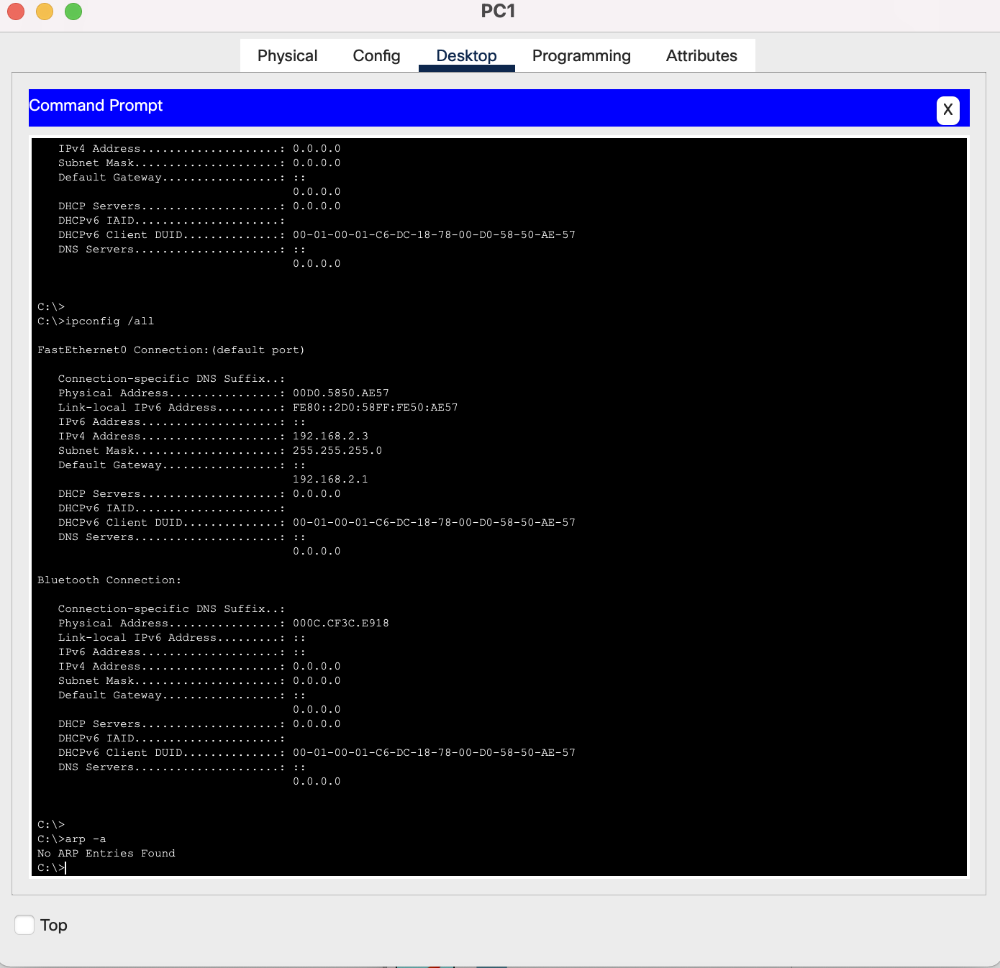 PC1
Physical Config Desktop Programming Attributes
Command Prompt X
IPv4 Address....................: 0.0.0.0
Subnet Mask.....................: 0.0.0.0
Default Gateway.................: ::
0.0.0.0
DHCP Servers....................: 0.0.0.0
DHCPv6 IAID.....................:
DHCPv6 Client DUID..............: 00-01-00-01-C6-DC-18-78-00-D0-58-50-AE-57
DNS Servers.....................: ::
0.0.0.0
C:\>
C:\>ipconfig /all
FastEthernet0 Connection:(default port)
Connection-specific DNS Suffix..:
Physical Address................: 00D0.5850.AE57
Link-local IPv6 Address.........: FE80::2D0:58FF:FE50:AE57
IPv6 Address....................: ::
IPv4 Address....................: 192.168.2.3
Subnet Mask.....................: 255.255.255.0
Default Gateway.................: ::
192.168.2.1
DHCP Servers....................: 0.0.0.0
DHCPv6 IAID.....................:
DHCPv6 Client DUID..............: 00-01-00-01-C6-DC-18-78-00-D0-58-50-AE-57
DNS Servers.....................: ::
0.0.0.0
Bluetooth Connection:
Connection-specific DNS Suffix..:
Physical Address................: 000C.CF3C.E918
Link-local IPv6 Address.........: ::
IPv6 Address....................: ::
IPv4 Address....................: 0.0.0.0
Subnet Mask.....................: 0.0.0.0
Default Gateway.................: ::
0.0.0.0
DHCP Servers....................: 0.0.0.0
DHCPv6 IAID.....................:
DHCPv6 Client DUID..............: 00-01-00-01-C6-DC-18-78-00-D0-58-50-AE-57
DNS Servers.....................: ::
0.0.0.0
C:\>
C:\>arp -a
No ARP Entries Found
C:\>
Top